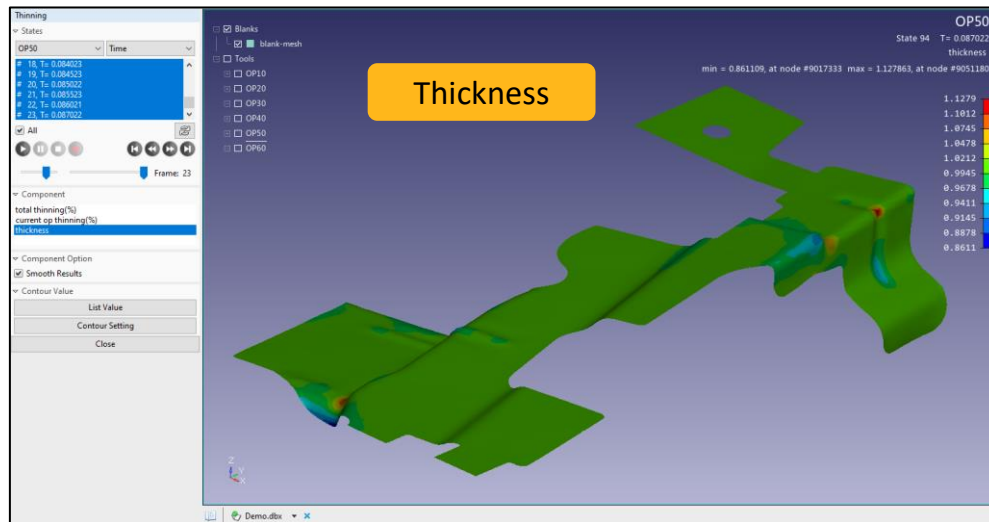 Thinning
States
OP50 Time
# 18, T= 0.084023
# 19, T= 0.084523
# 20, T= 0.085022
# 21, T= 0.085523
# 22, T= 0.086021
# 23, T= 0.087022
All
Frame: 23
Component
total thinning(%)
current op thinning(%)
thickness
Component Option
Smooth Results
Contour Value
List Value
Contour Setting
Close
Blanks
blank-mesh
Tools
OP10
OP20
OP30
OP40
OP50
OP60
Thickness
OP50
State 94 T= 0.087022
thickness
min = 0.861109, at node #9017333 max = 1.127863, at node #9051180
1.1279
1.1012
1.0745
1.0478
1.0212
0.9945
0.9678
0.9411
0.9145
0.8878
0.8611
Z
Y
X
Demo.dbx